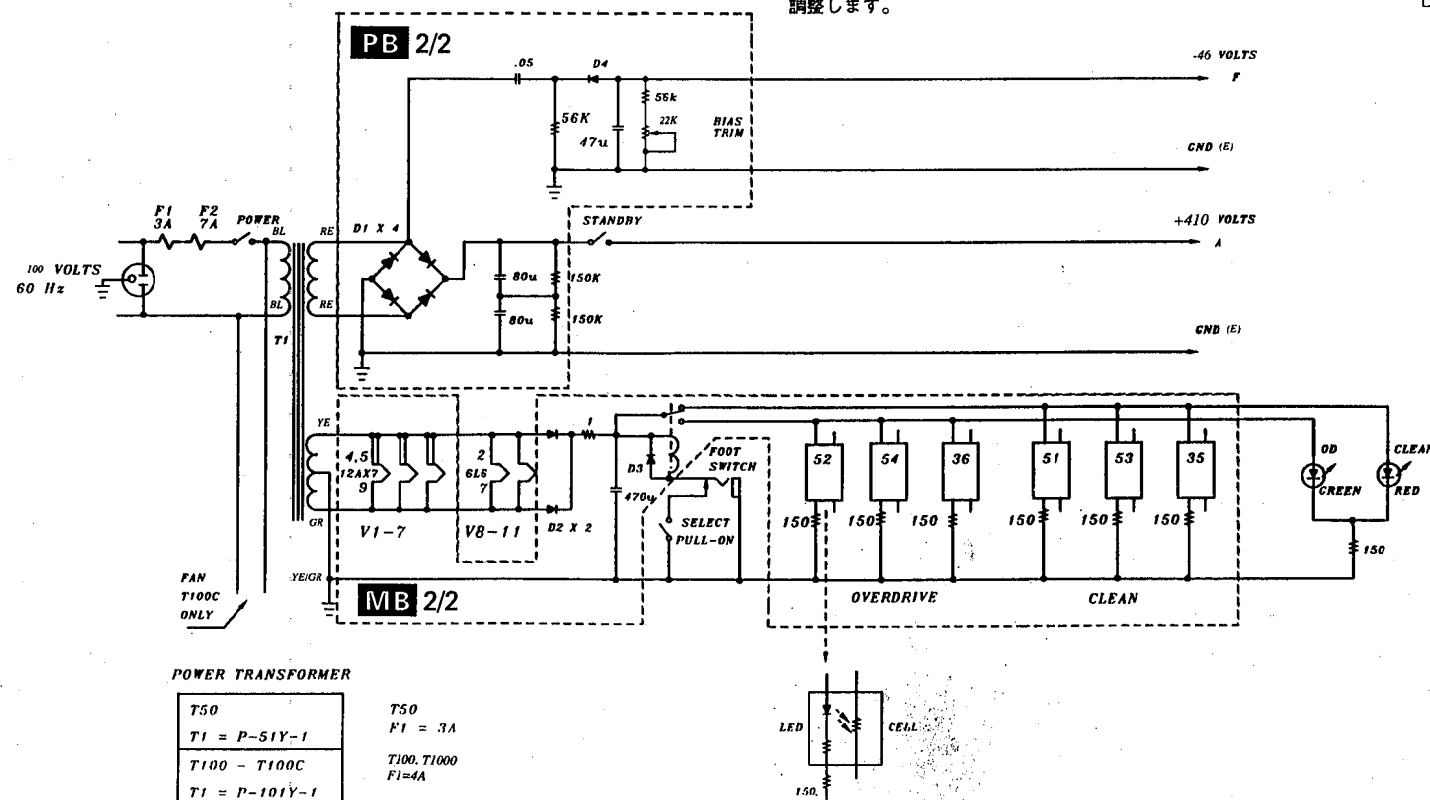 調整します。
PB 2/2
.05
D4
-46 VOLTS
F
56k
56K
22K
BIAS
TRIM
47u
GND (E)
F1
3A
F2
7A
POWER
BL
RE
D1 X 4
STANDBY
+410 VOLTS
A
100 VOLTS
60 Hz
80u
150K
BL
RE
80u
150K
T1
GND (E)
YE
1
4,5
12AX7
9
2
6L6
7
D3
FOOT
SWITCH
52
54
36
51
53
35
OD
CLEAN
GREEN
RED
470u
GR
V1-7
V8-11
D2 X 2
SELECT
PULL-ON
150
150
150
150
150
150
150
FAN
T100C
ONLY
YE/GR
MB 2/2
OVERDRIVE
CLEAN
POWER TRANSFORMER
T50
T1 = P-51Y-1
T100 - T100C
T1 = P-101Y-1
T50
F1 = 3A
T100. T1000
F1=4A
LED
CELL
150.